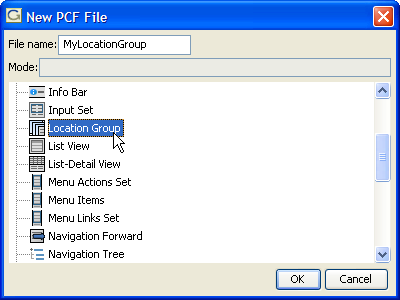 New PCF File
File name: MyLocationGroup
Mode:
Info Bar
Input Set
Location Group
List View
List-Detail View
Menu Actions Set
Menu Items
Menu Links Set
Navigation Forward
Navigation Tree
OK Cancel